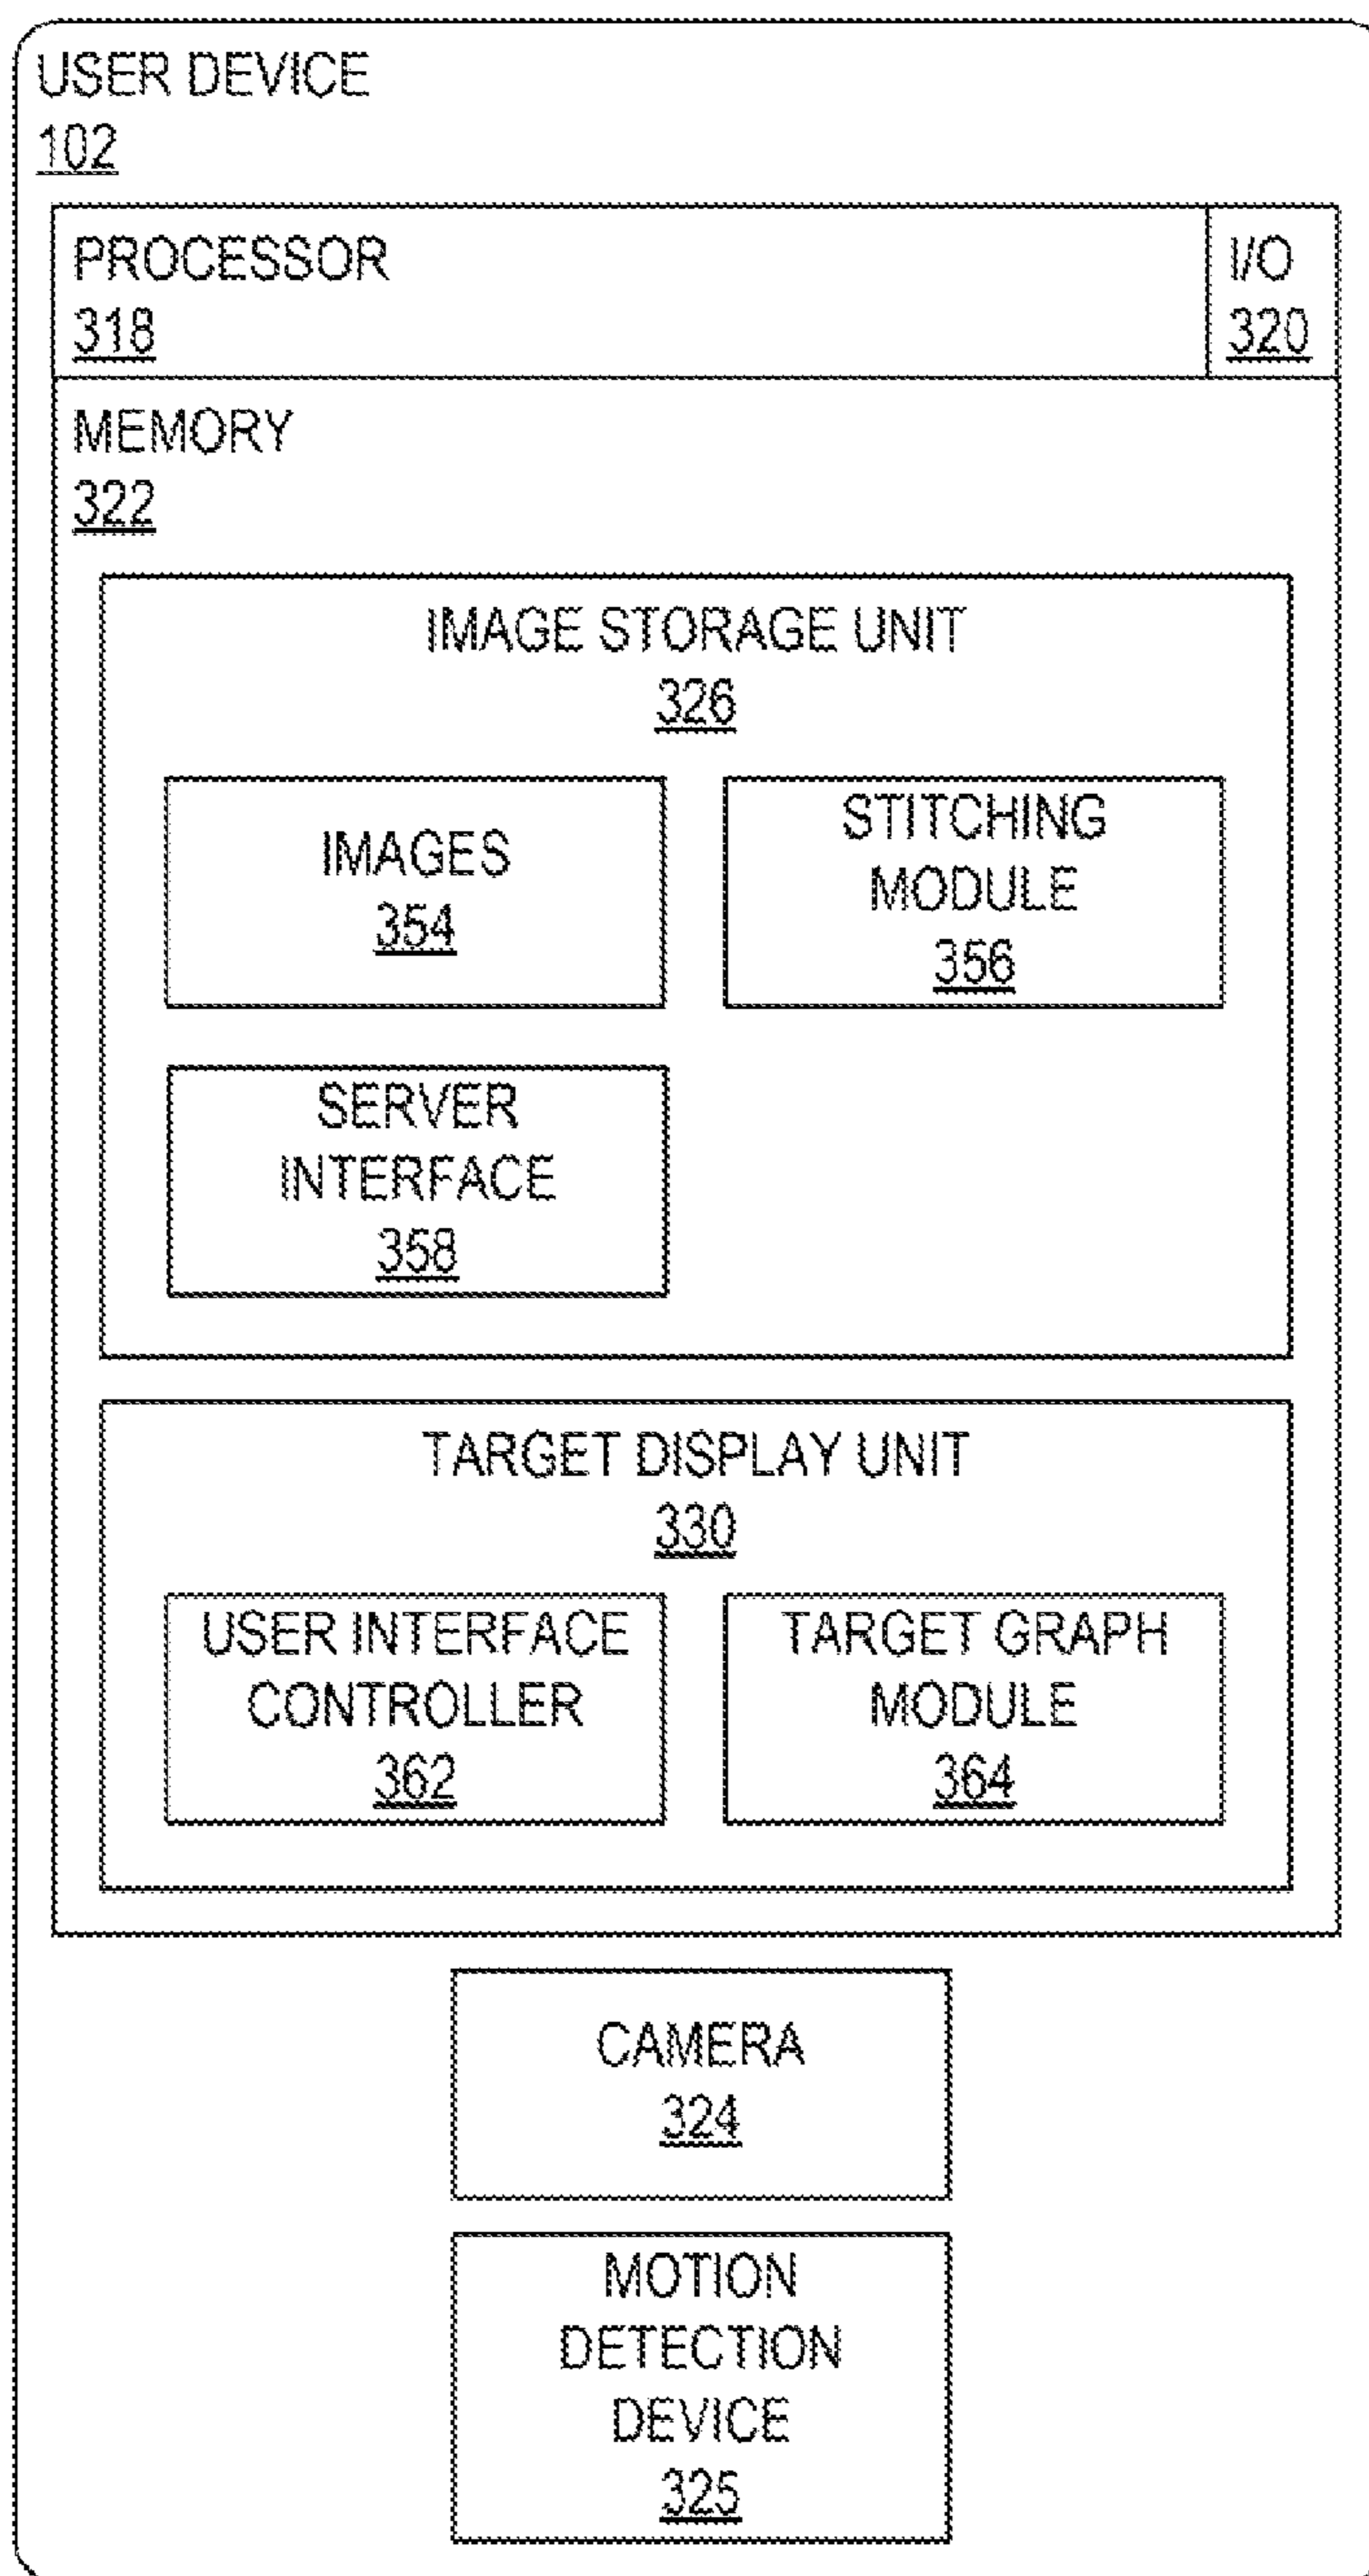 USER DEVICE
102
PROCESSOR
318
I/O
320
MEMORY
322
IMAGE STORAGE UNIT
326
IMAGES
354
STITCHING
MODULE
356
SERVER
INTERFACE
358
TARGET DISPLAY UNIT
330
USER INTERFACE
CONTROLLER
362
TARGET GRAPH
MODULE
364
CAMERA
324
MOTION
DETECTION
DEVICE
325